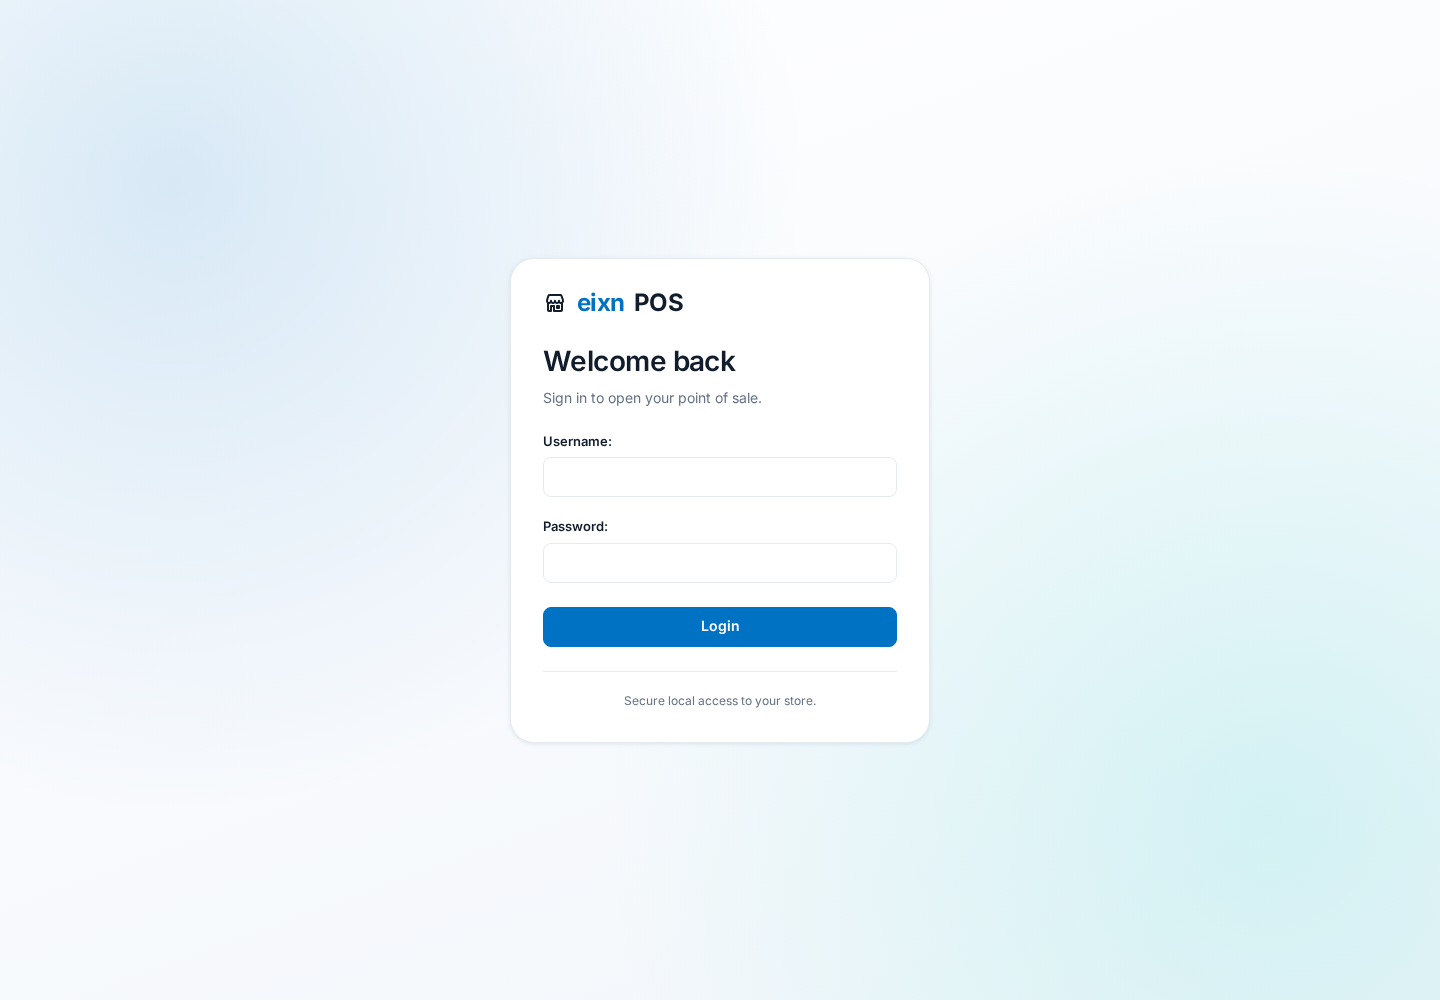 eixn POS
Welcome back
Sign in to open your point of sale.
Username:
Password:
Login
Secure local access to your store.